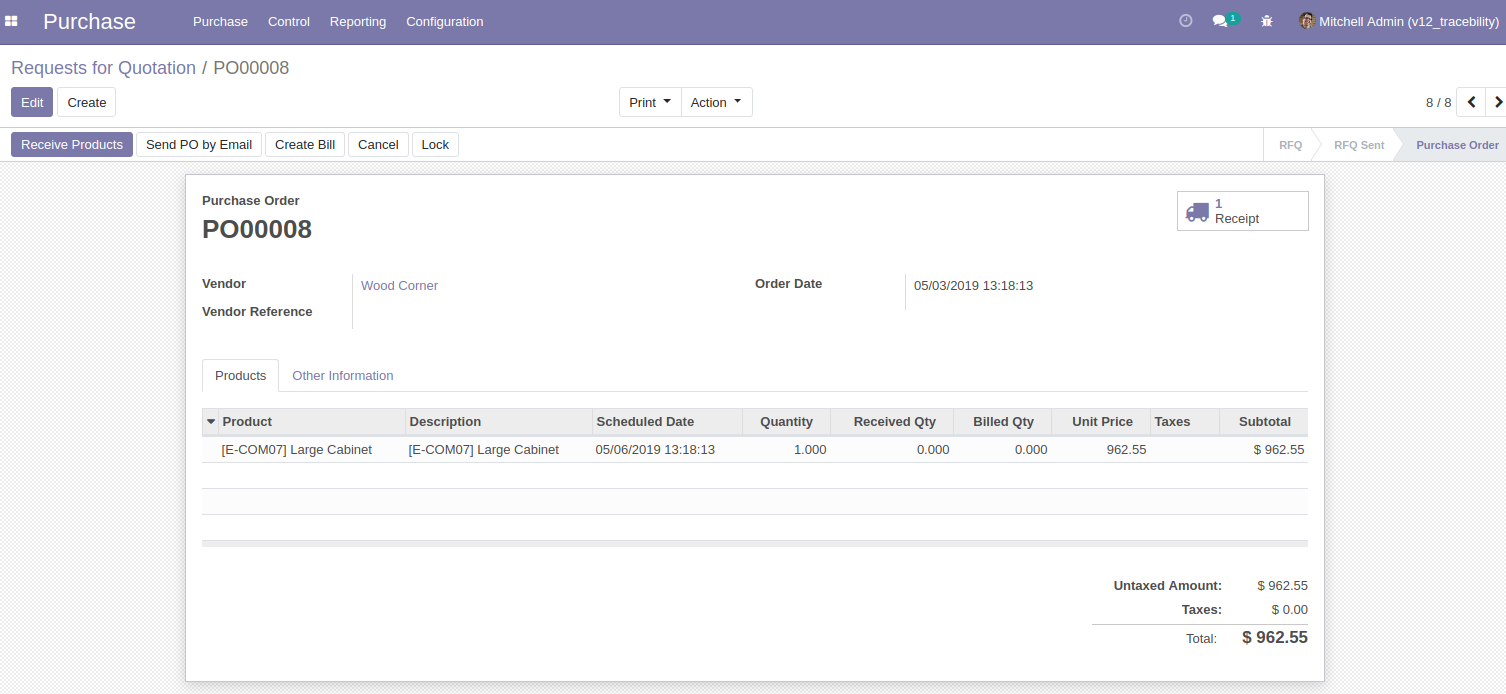 Purchase Purchase Control Reporting Configuration 1 Mitchell Admin (v12_tracebility)
Requests for Quotation / PO00008
Edit Create Print Action 8 / 8
Receive Products Send PO by Email Create Bill Cancel Lock RFQ RFQ Sent Purchase Order
Purchase Order
PO00008
1
Receipt
Vendor Wood Corner Order Date 05/03/2019 13:18:13
Vendor Reference
Products Other Information
Product Description Scheduled Date Quantity Received Qty Billed Qty Unit Price Taxes Subtotal
[E-COM07] Large Cabinet [E-COM07] Large Cabinet 05/06/2019 13:18:13 1.000 0.000 0.000 962.55 $ 962.55
Untaxed Amount: $ 962.55
Taxes: $ 0.00
Total: $ 962.55